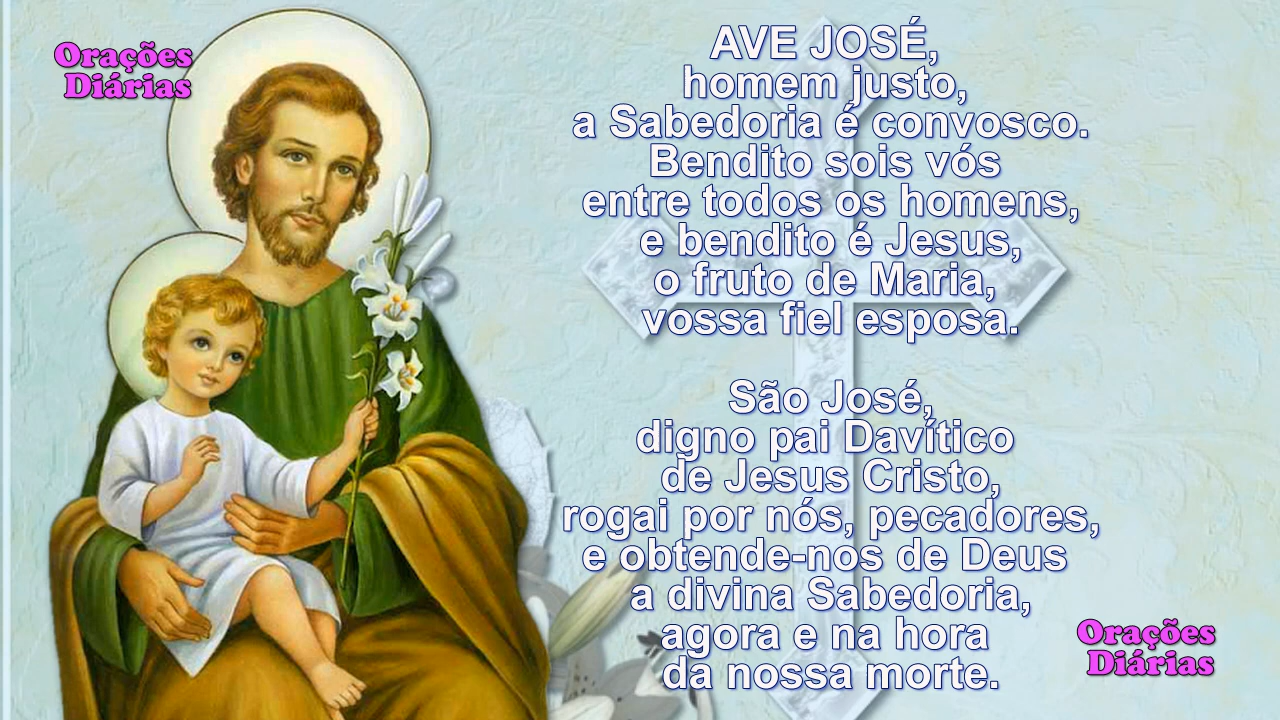 Orações
Diárias
AVE JOSÉ,
homem justo,
a Sabedoria é convosco.
Bendito sois vós
entre todos os homens,
e bendito é Jesus,
o fruto de Maria,
vossa fiel esposa.
São José,
digno pai Davítico
de Jesus Cristo,
rogai por nós, pecadores,
e obtende-nos de Deus
a divina Sabedoria,
agora e na hora
da nossa morte.
Orações
Diárias